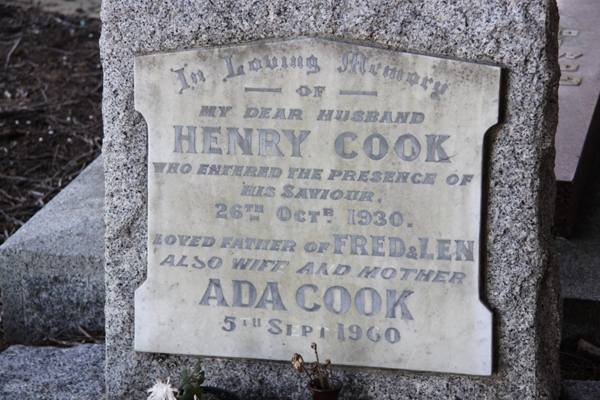 In Loving Memory
OF
MY DEAR HUSBAND
HENRY COOK
WHO ENTERED THE PRESENCE OF
HIS SAVIOUR.
26TH OCTR 1930.
LOVED FATHER OF FRED & LEN
ALSO WIFE AND MOTHER
ADA COOK
5TH SEPT 1960